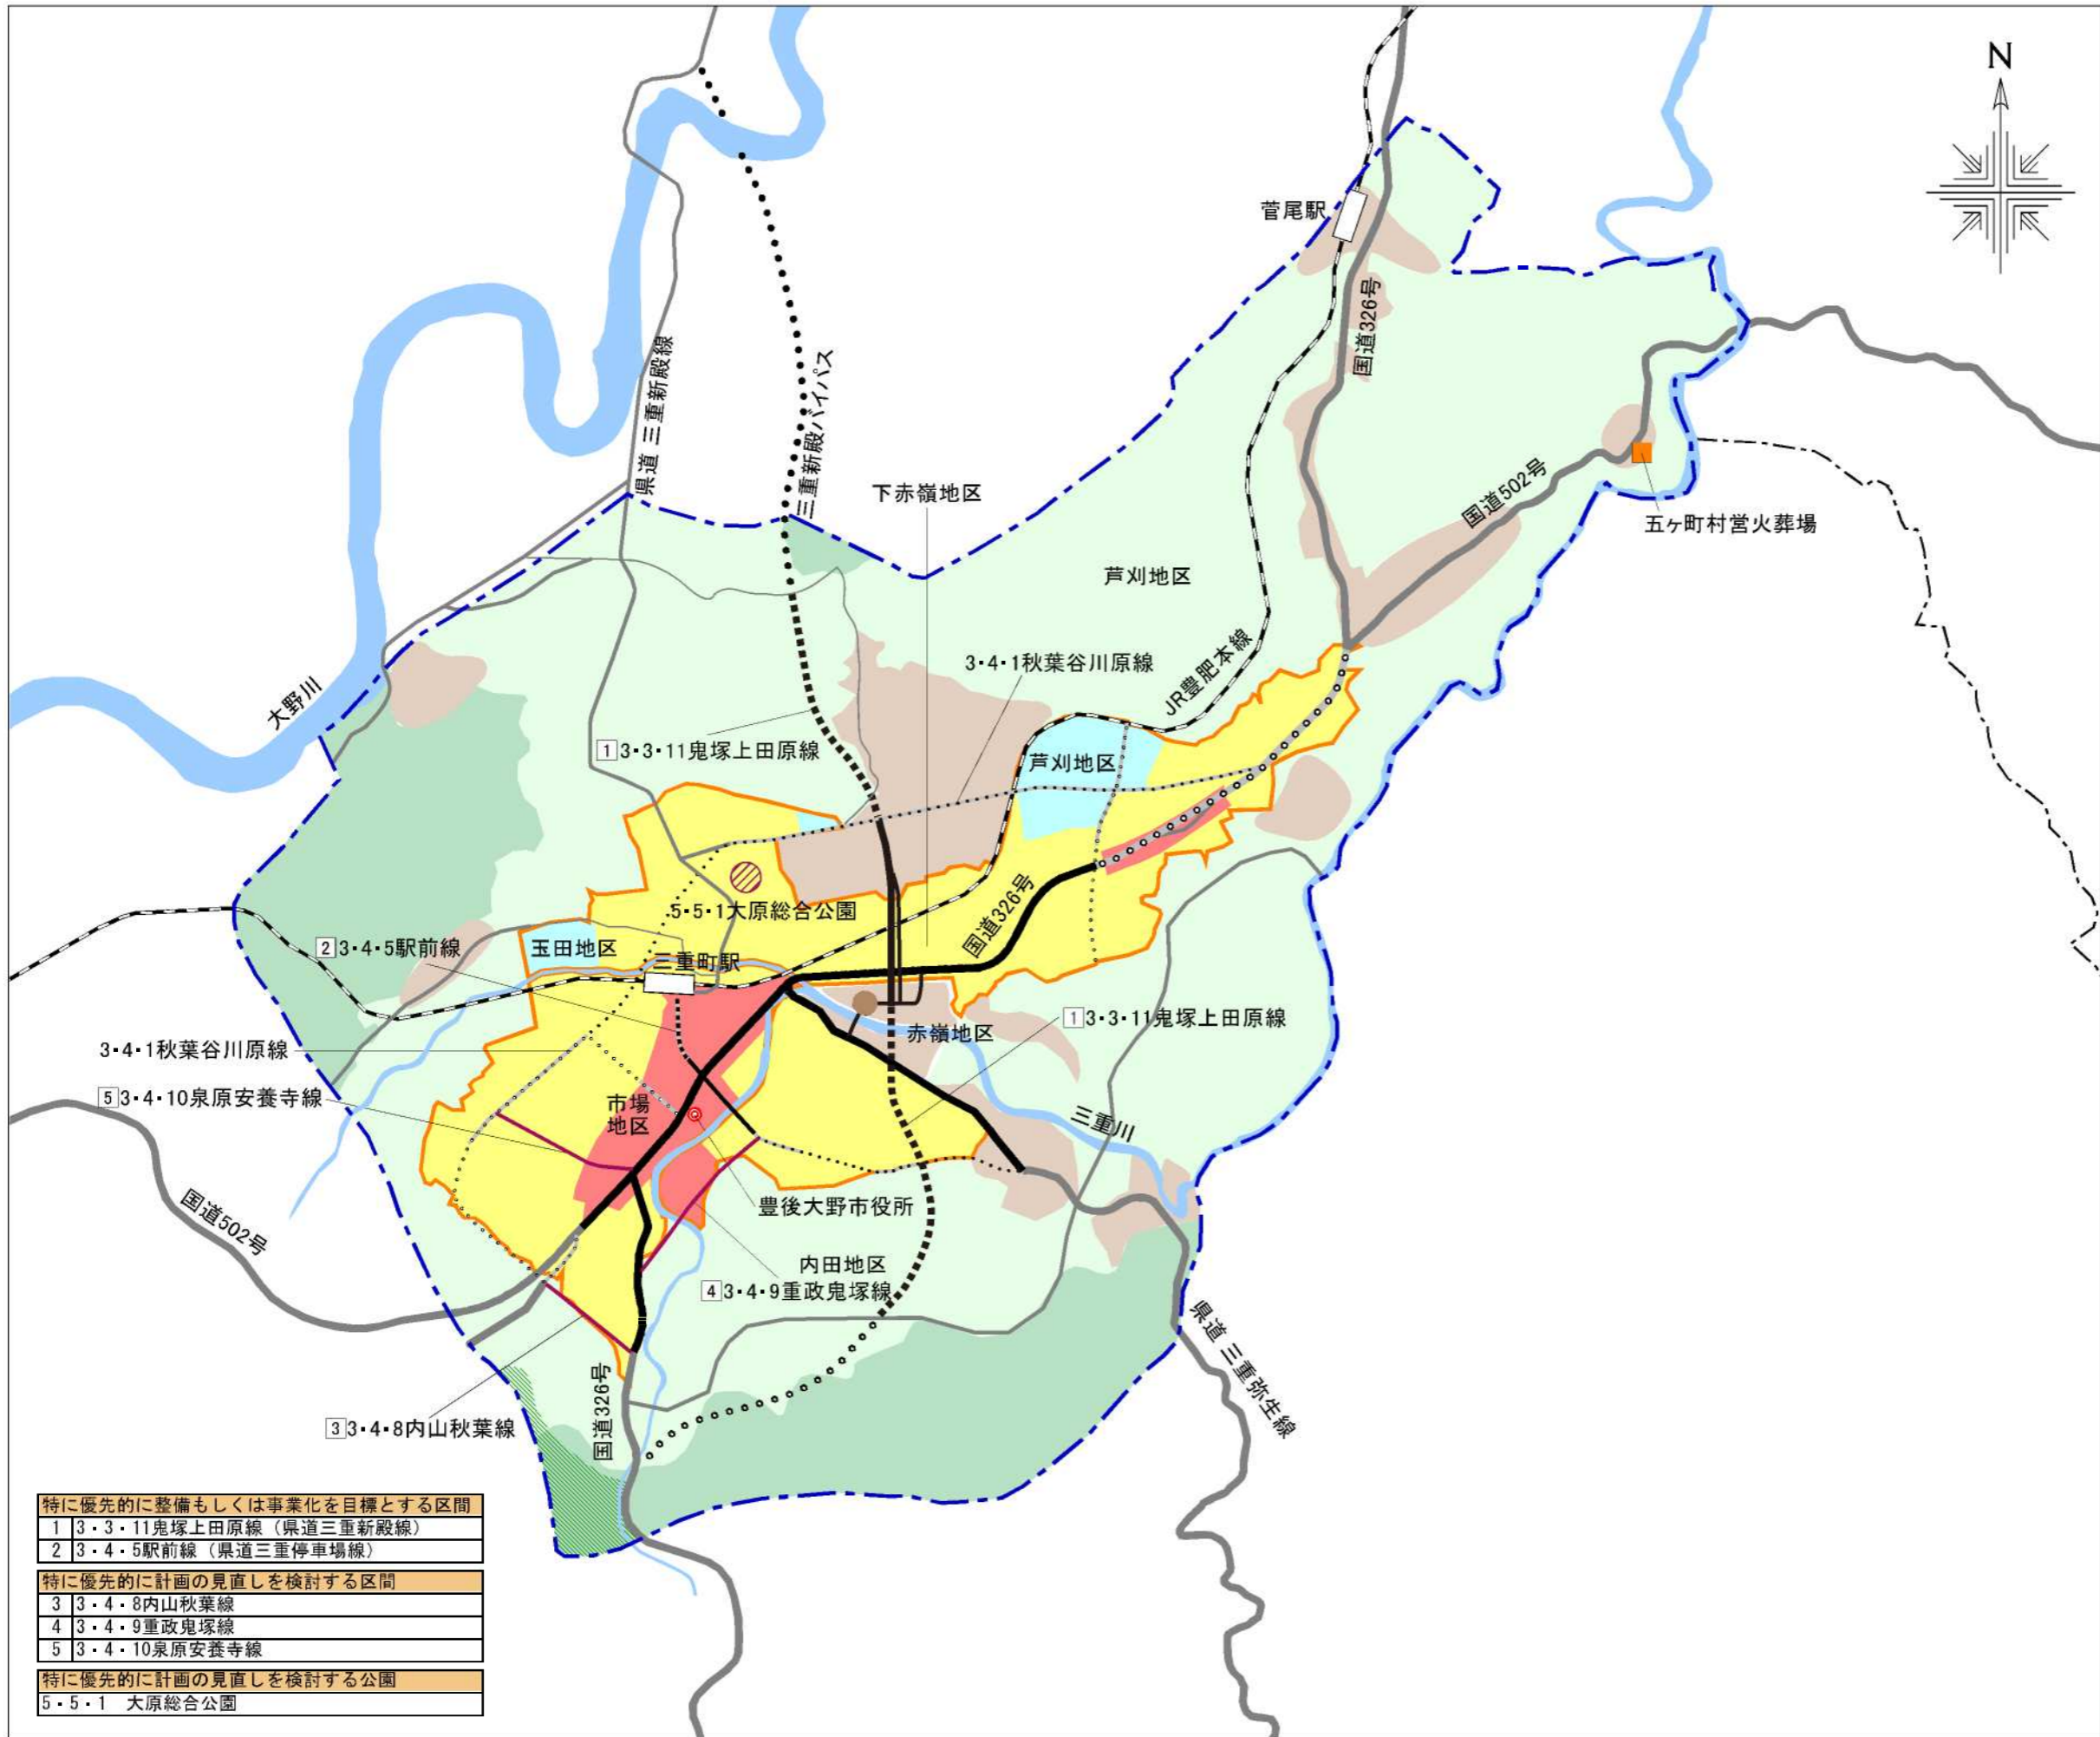 N
菅尾駅
国道326号
県道 三重新殿線
三重新殿バイパス
下赤嶺地区
国道502号
五ヶ町村営火葬場
芦刈地区
3・4・1秋葉谷川原線
JR豊肥本線
大野川
1 3・3・11鬼塚上田原線
芦刈地区
5・5・1大原総合公園
国道326号
2 3・4・5駅前線
玉田地区
三重町駅
1 3・3・11鬼塚上田原線
赤嶺地区
3・4・1秋葉谷川原線
5 3・4・10泉原安養寺線
市場
地区
三重川
国道502号
豊後大野市役所
内田地区
4 3・4・9重政鬼塚線
県道 三重弥生線
国道326号
3 3・4・8内山秋葉線
特に優先的に整備もしくは事業化を目標とする区間
1 3・3・11鬼塚上田原線（県道三重新殿線）
2 3・4・5駅前線（県道三重停車場線）
特に優先的に計画の見直しを検討する区間
3 3・4・8内山秋葉線
4 3・4・9重政鬼塚線
5 3・4・10泉原安養寺線
特に優先的に計画の見直しを検討する公園
5・5・1 大原総合公園